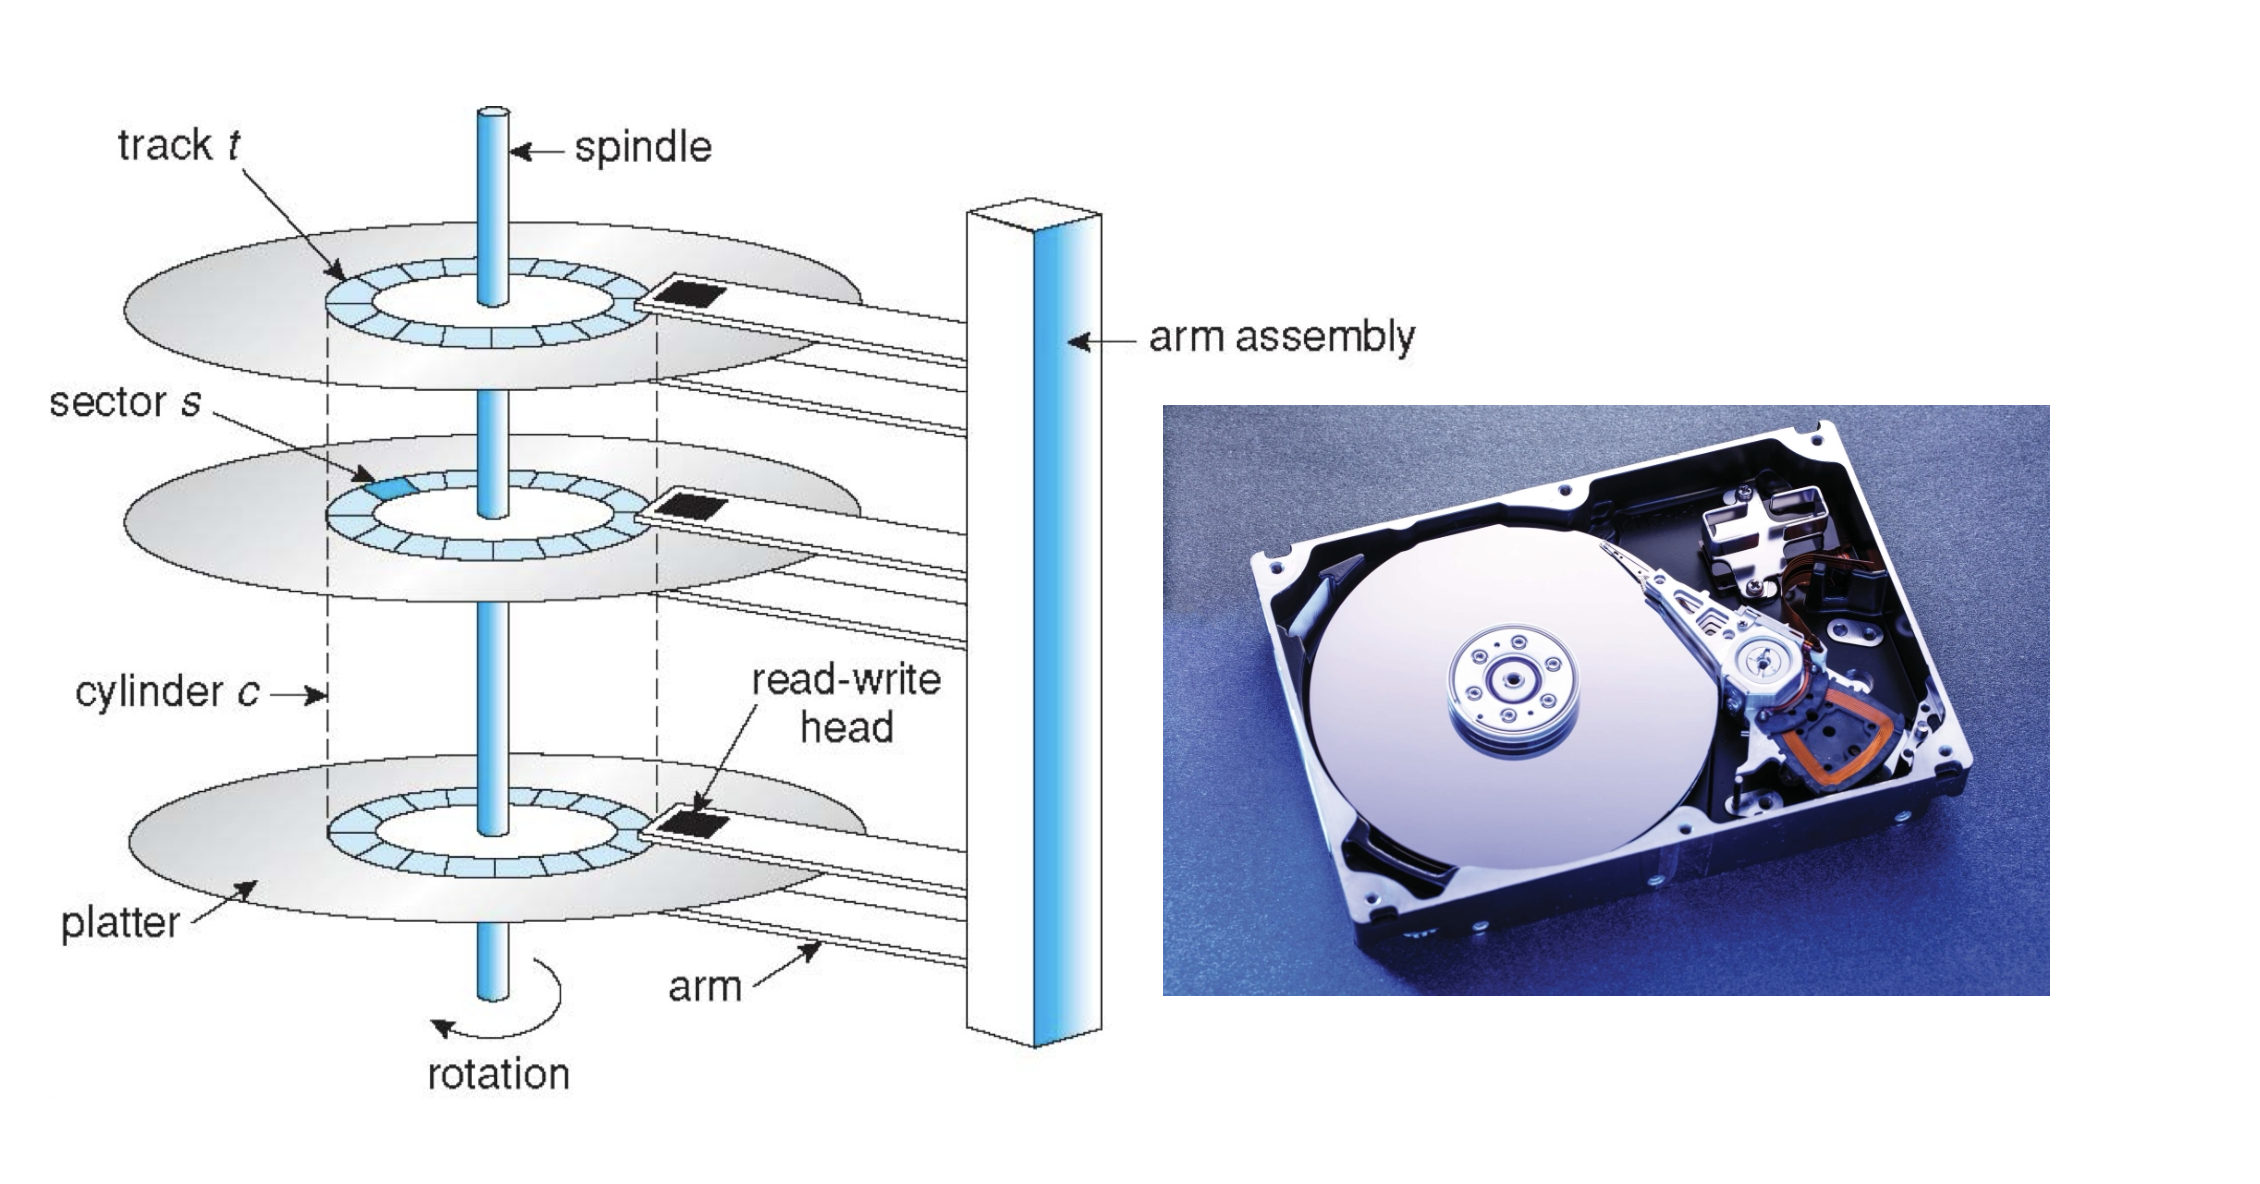 track t
spindle
arm assembly
sector s
read-write
head
cylinder c
platter
arm
rotation